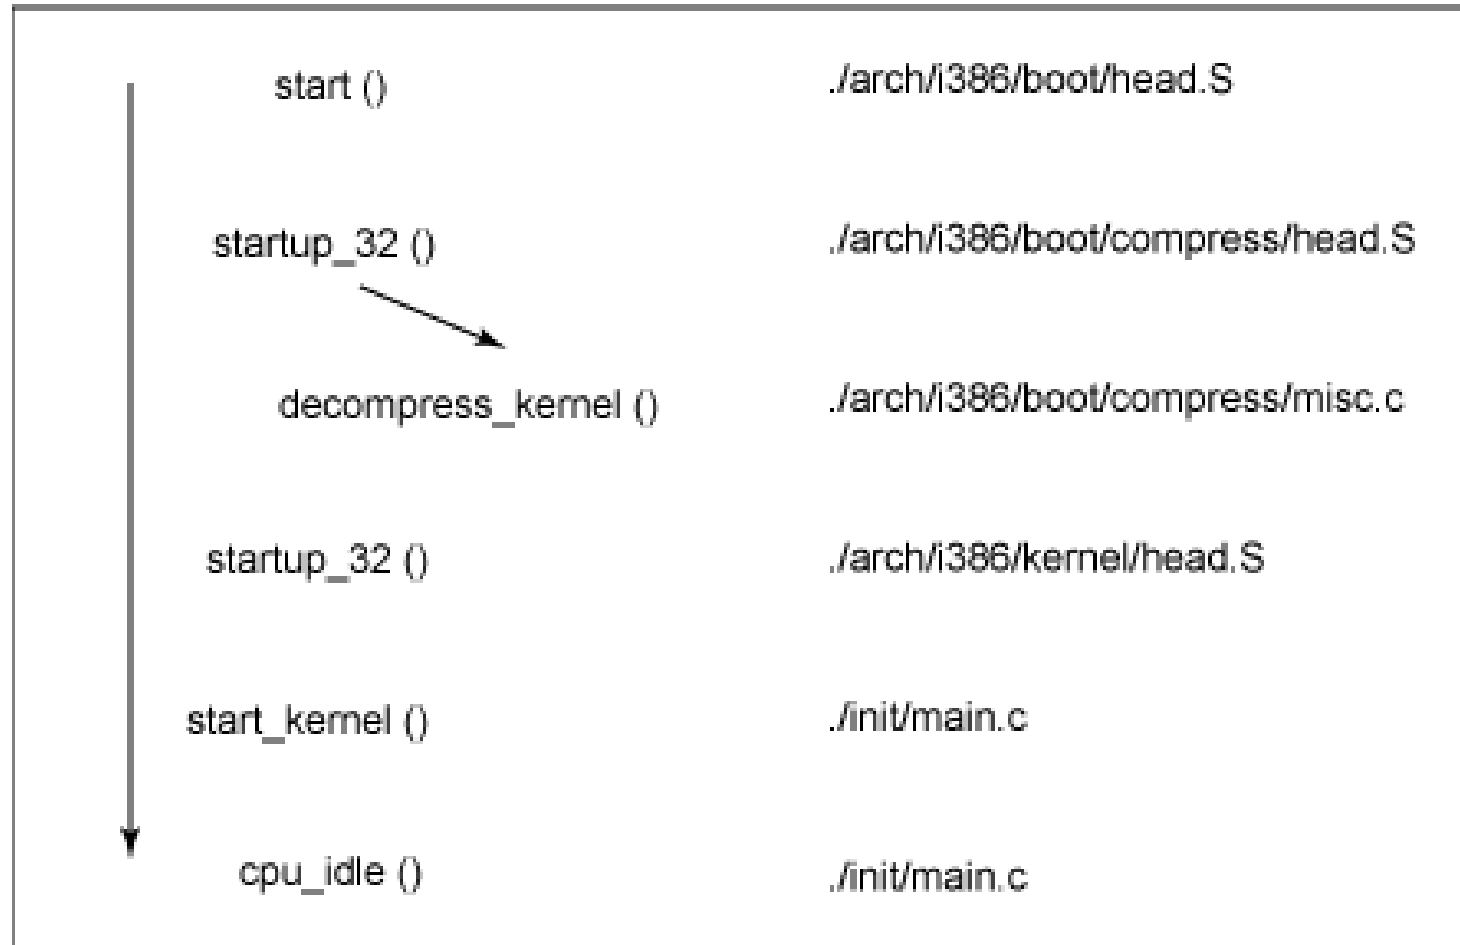 start () ./arch/i386/boot/head.S
startup_32 () ./arch/i386/boot/compress/head.S
decompress_kernel () ./arch/i386/boot/compress/misc.c
startup_32 () ./arch/i386/kernel/head.S
start_kernel () ./init/main.c
cpu_idle () ./init/main.c